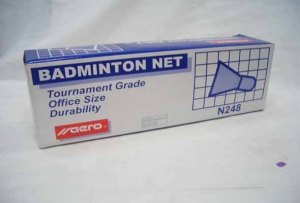 BADMINTON NET
Tournament Grade
Office Size
Durability
aero
N248